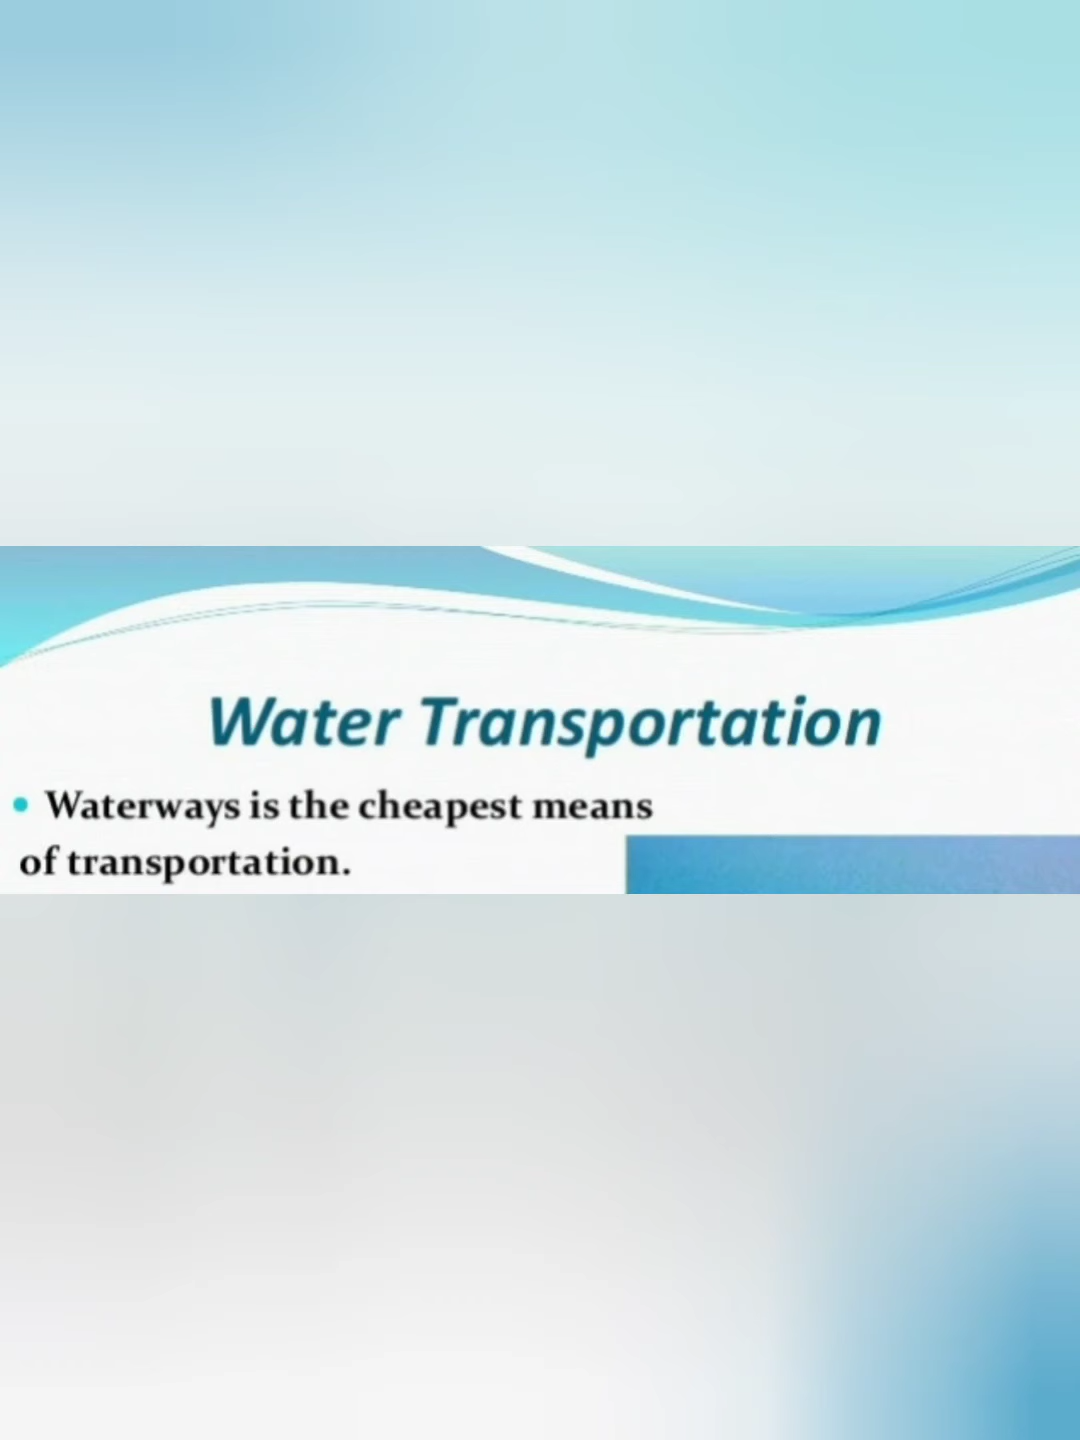 Water Transportation
• Waterways is the cheapest means
of transportation.